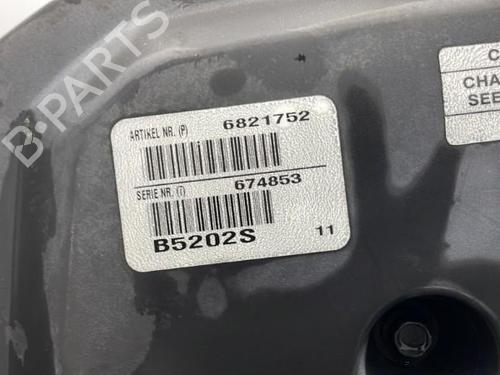 ARTIKEL NR. (P) 6821752
SERIE NR. (T) 674853
B5202S 11
C
CHA
SEE
B-PARTS